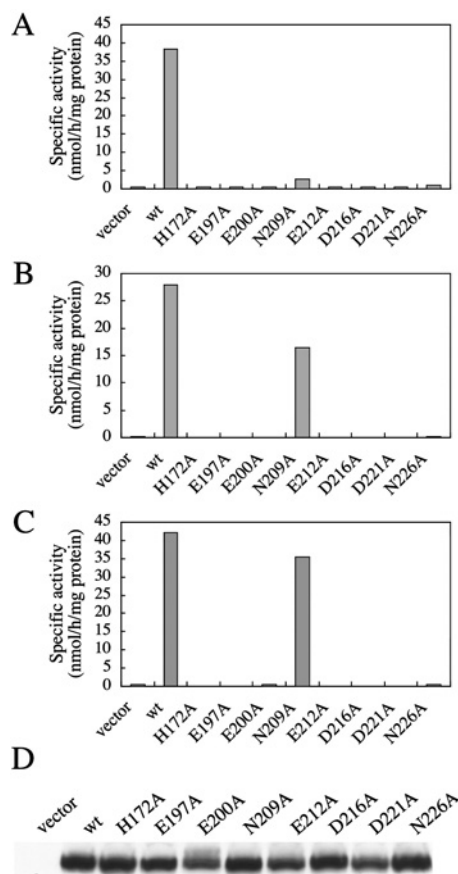 A
Specific activity
(nmol/h/mg protein)
45
40
35
30
25
20
15
10
5
0
vector
wt
H172A
E197A
E200A
N209A
E212A
D216A
D221A
N226A
B
Specific activity
(nmol/h/mg protein)
30
25
20
15
10
5
0
vector
wt
H172A
E197A
E200A
N209A
E212A
D216A
D221A
N226A
C
Specific activity
(nmol/h/mg protein)
45
40
35
30
25
20
15
10
5
0
vector
wt
H172A
E197A
E200A
N209A
E212A
D216A
D221A
N226A
D
vector
wt
H172A
E197A
E200A
N209A
E212A
D216A
D221A
N226A